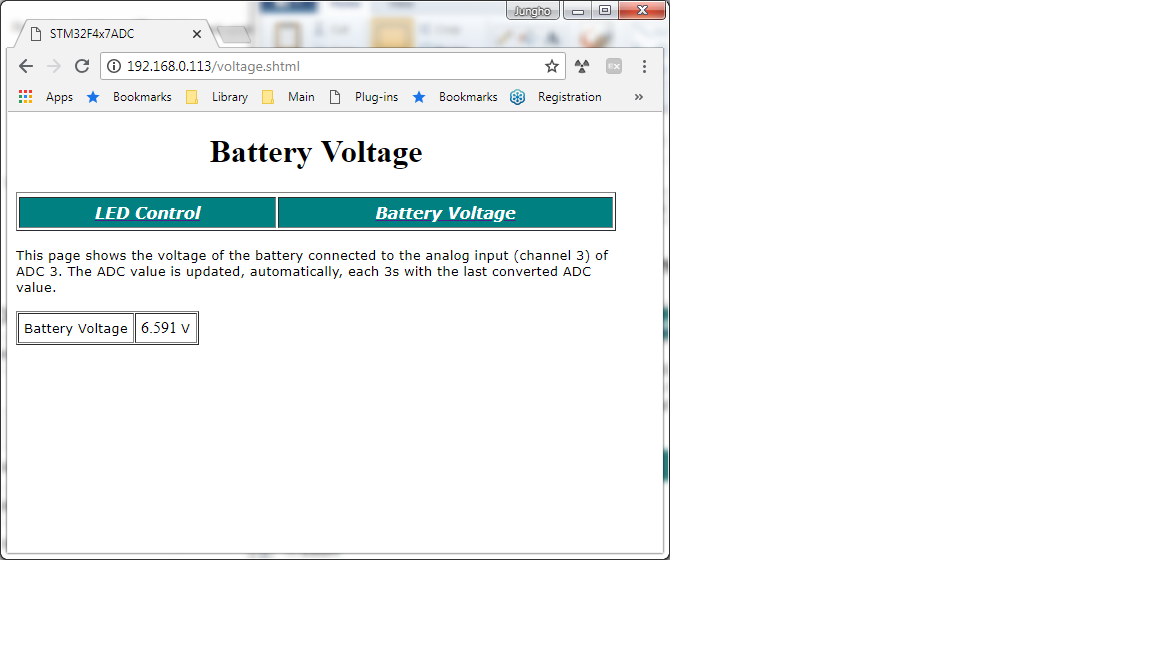 Jungho
STM32F4x7ADC
192.168.0.113/voltage.shtml
EX
Apps Bookmarks Library Main Plug-ins Bookmarks Registration »
Battery Voltage
LED Control Battery Voltage
This page shows the voltage of the battery connected to the analog input (channel 3) of
ADC 3. The ADC value is updated, automatically, each 3s with the last converted ADC
value.
Battery Voltage 6.591 V